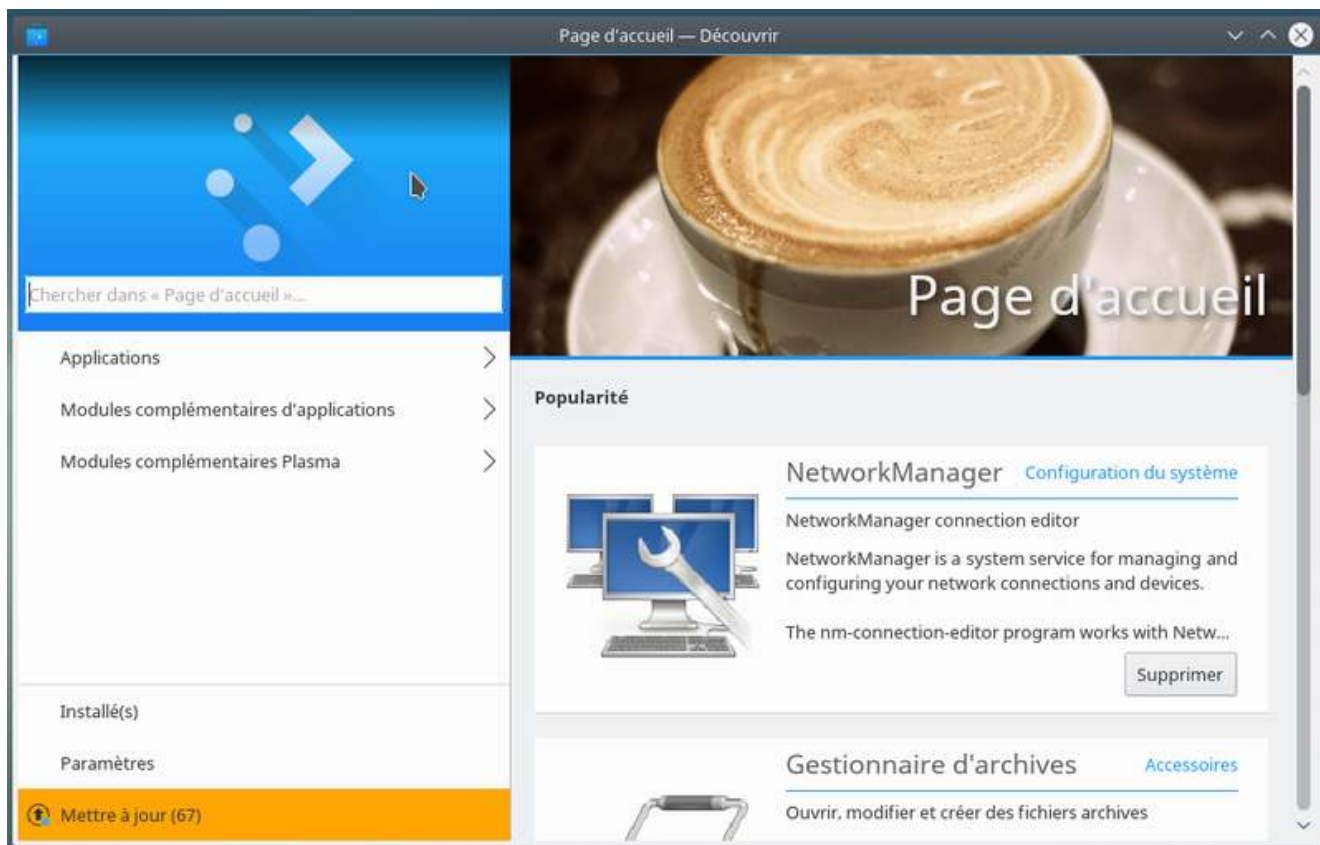 Page d'accueil — Découvrir
Chercher dans « Page d'accueil »...
Applications
Modules complémentaires d'applications
Modules complémentaires Plasma
Installé(s)
Paramètres
Mettre à jour (67)
Page d'accueil
Popularité
NetworkManager Configuration du système
NetworkManager connection editor
NetworkManager is a system service for managing and
configuring your network connections and devices.
The nm-connection-editor program works with Netw...
Supprimer
Gestionnaire d'archives Accessoires
Ouvrir, modifier et créer des fichiers archives